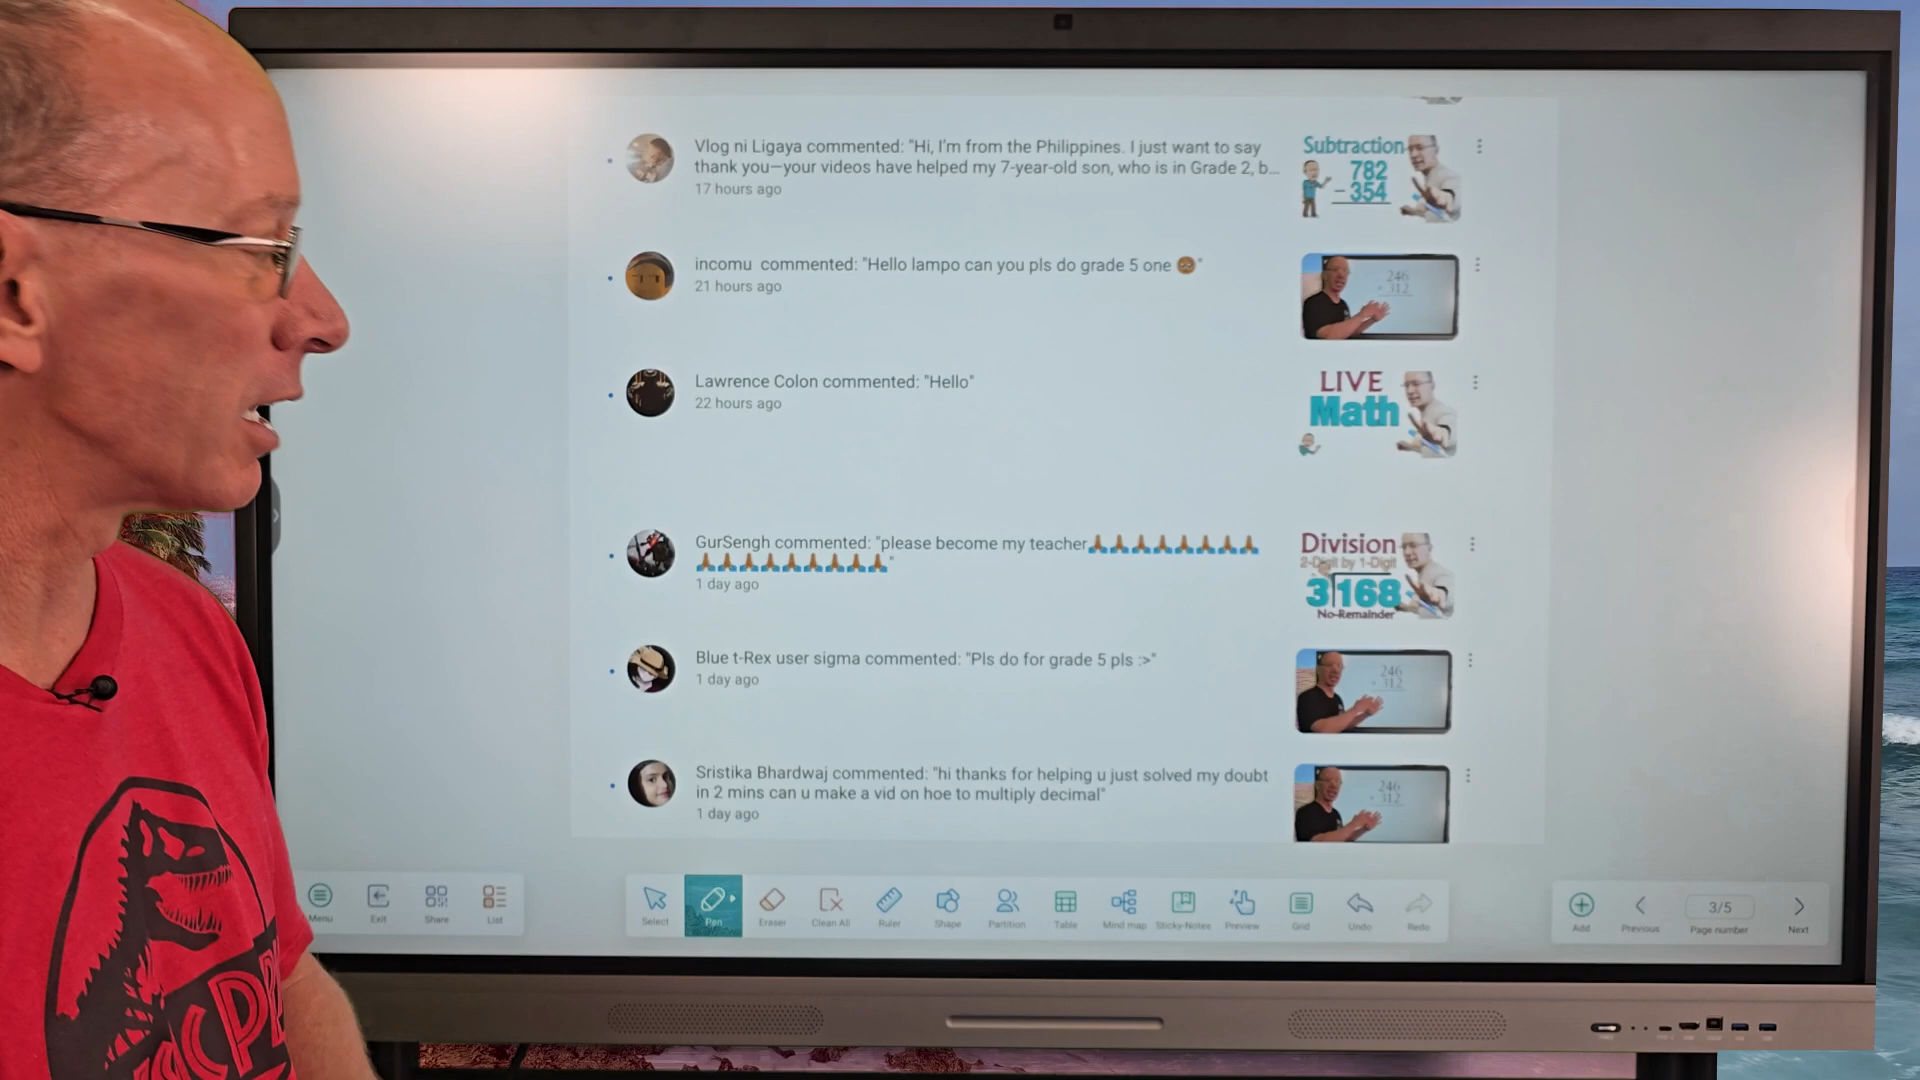 Vlog ni Ligaya commented: "Hi, I'm from the Philippines. I just want to say
thank you—your videos have helped my 7-year-old son, who is in Grade 2, b...
17 hours ago
Subtraction
782
- 354
incomu commented: "Hello lampo can you pls do grade 5 one 😊"
21 hours ago
246
312
Lawrence Colon commented: "Hello"
22 hours ago
LIVE
Math
GurSengh commented: "please become my teacher🙏🙏🙏🙏🙏🙏🙏🙏
🙏🙏🙏🙏🙏🙏🙏🙏🙏"
1 day ago
Division
2-Digit by 1-Digit
3 168
No-Remainder
Blue t-Rex user sigma commented: "Pls do for grade 5 pls :>"
1 day ago
246
312
Sristika Bhardwaj commented: "hi thanks for helping u just solved my doubt
in 2 mins can u make a vid on hoe to multiply decimal"
1 day ago
246
312
Menu Exit Share List
Select Pen Eraser Clean All Ruler Shape Partition Table Mind map Sticky-Notes Preview Grid Undo Redo
3/5
Add Previous Page number Next